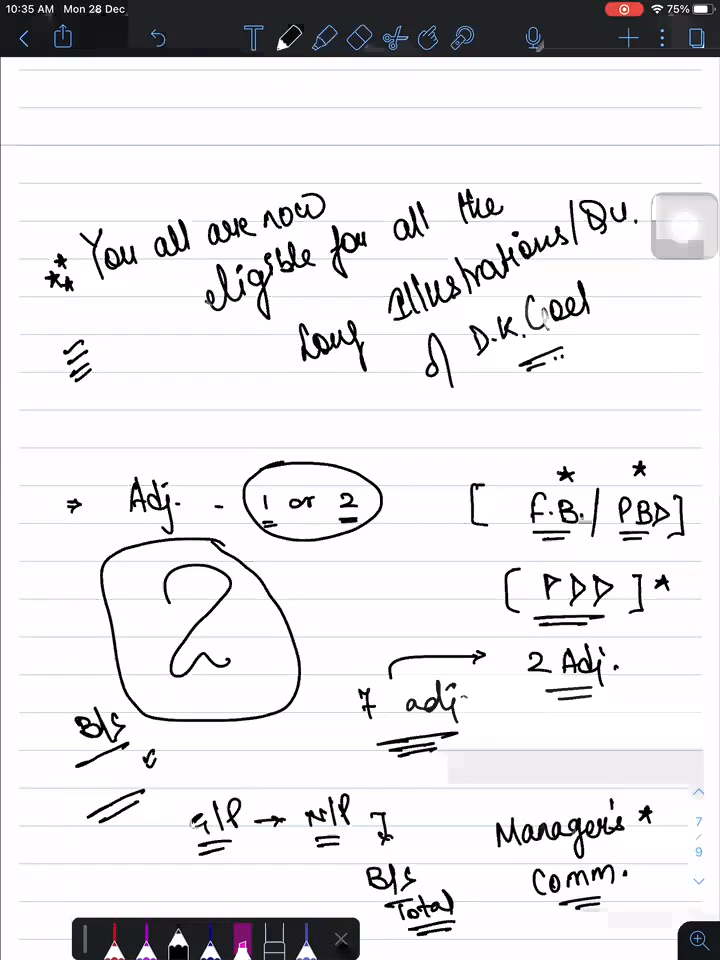 10:35 AM Mon 28 Dec
75%
You all are now
eligible for all the
Long Illustrations/Qu.
of D.K. Goel
⇒ Adj. - 1 or 2 [ F.B. / PBD ]
[ PDD ] *
2
7 adj. → 2 Adj.
B/S
G/P → N/P ]
B/S
Total
Manager's *
Comm.
7
/
9